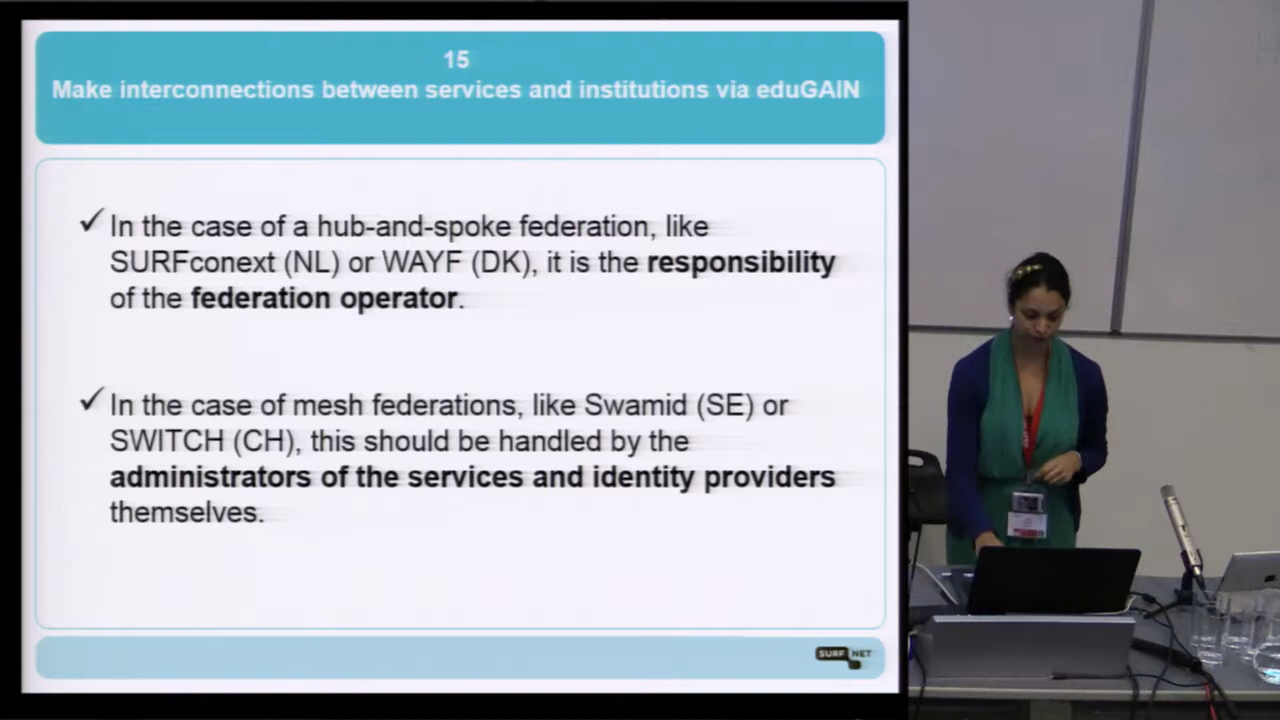 15
Make interconnections between services and institutions via eduGAIN
✓ In the case of a hub-and-spoke federation, like
SURFconext (NL) or WAYF (DK), it is the responsibility
of the federation operator.
✓ In the case of mesh federations, like Swamid (SE) or
SWITCH (CH), this should be handled by the
administrators of the services and identity providers
themselves.
SURF NET